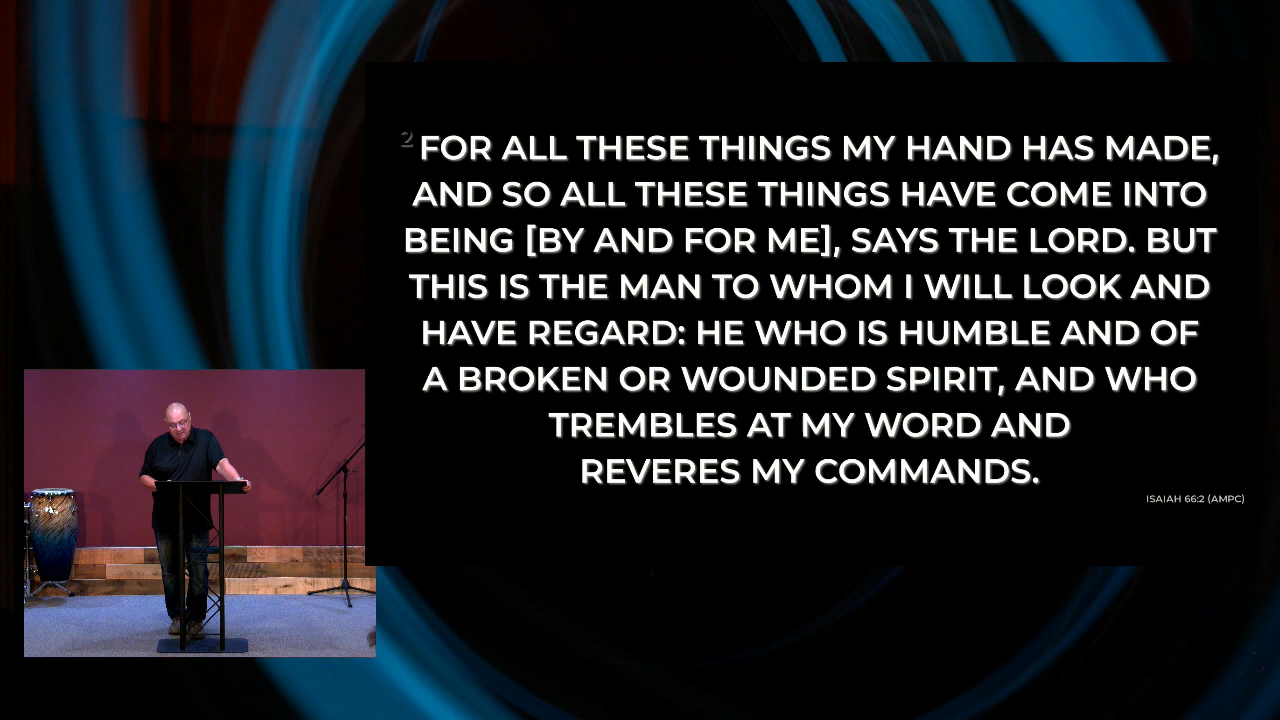 2 FOR ALL THESE THINGS MY HAND HAS MADE,
AND SO ALL THESE THINGS HAVE COME INTO
BEING [BY AND FOR ME], SAYS THE LORD. BUT
THIS IS THE MAN TO WHOM I WILL LOOK AND
HAVE REGARD: HE WHO IS HUMBLE AND OF
A BROKEN OR WOUNDED SPIRIT, AND WHO
TREMBLES AT MY WORD AND
REVERES MY COMMANDS.
ISAIAH 66:2 (AMPC)